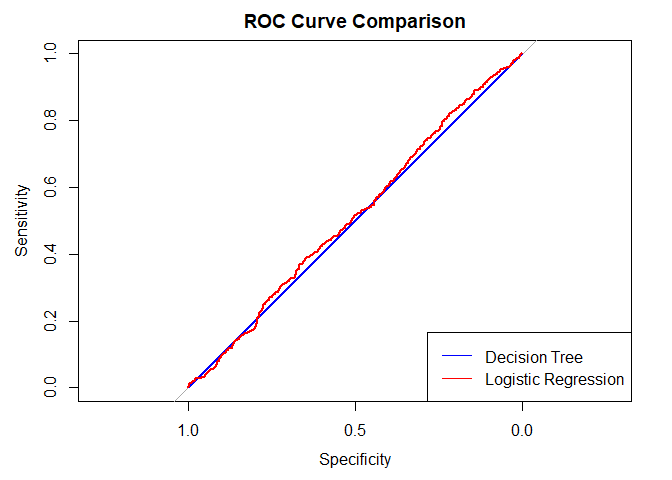 ROC Curve Comparison
Sensitivity
1.0
0.8
0.6
0.4
0.2
0.0
Decision Tree
Logistic Regression
1.0 0.5 0.0
Specificity